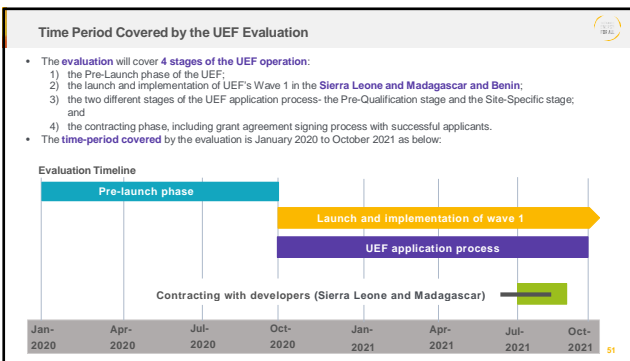 Time Period Covered by the UEF Evaluation
• The evaluation will cover 4 stages of the UEF operation:
1) the Pre-Launch phase of the UEF;
2) the launch and implementation of UEF's Wave 1 in the Sierra Leone and Madagascar and Benin;
3) the two different stages of the UEF application process- the Pre-Qualification stage and the Site-Specific stage;
and
4) the contracting phase, including grant agreement signing process with successful applicants.
• The time-period covered by the evaluation is January 2020 to October 2021 as below:
Evaluation Timeline
Pre-launch phase
Launch and implementation of wave 1
UEF application process
Contracting with developers (Sierra Leone and Madagascar)
Jan- Apr- Jul- Oct- Jan- Apr- Jul- Oct-
2020 2020 2020 2020 2021 2021 2021 2021
51